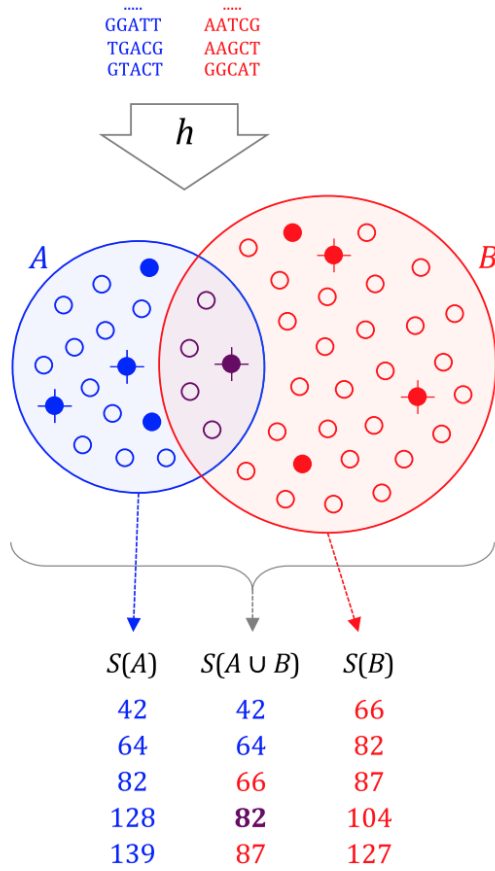 ..... .....
GGATT AATCG
TGACG AAGCT
GTACT GGCAT
h
A B
S(A) S(A ∪ B) S(B)
42 42 66
64 64 82
82 66 87
128 82 104
139 87 127